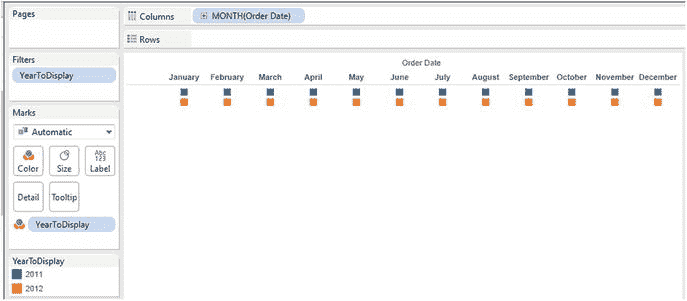 Pages
Columns
MONTH(Order Date)
Rows
Filters
YearToDisplay
Marks
Automatic
Color
Size
Abc
123
Label
Detail
Tooltip
YearToDisplay
YearToDisplay
2011
2012
Order Date
January February March April May June July August September October November December